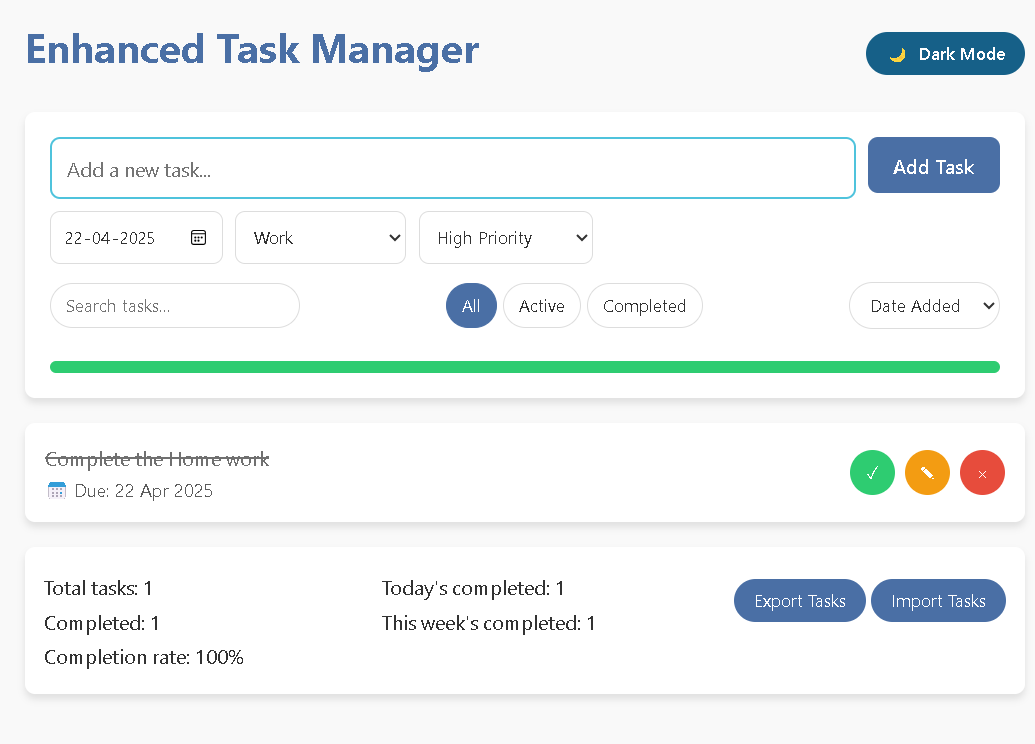 Enhanced Task Manager
🌙 Dark Mode
Add a new task...
Add Task
22-04-2025
Work
High Priority
Search tasks...
All
Active
Completed
Date Added
Complete the Home work
📅 Due: 22 Apr 2025
✓
✎
×
Total tasks: 1
Completed: 1
Completion rate: 100%
Today's completed: 1
This week's completed: 1
Export Tasks
Import Tasks